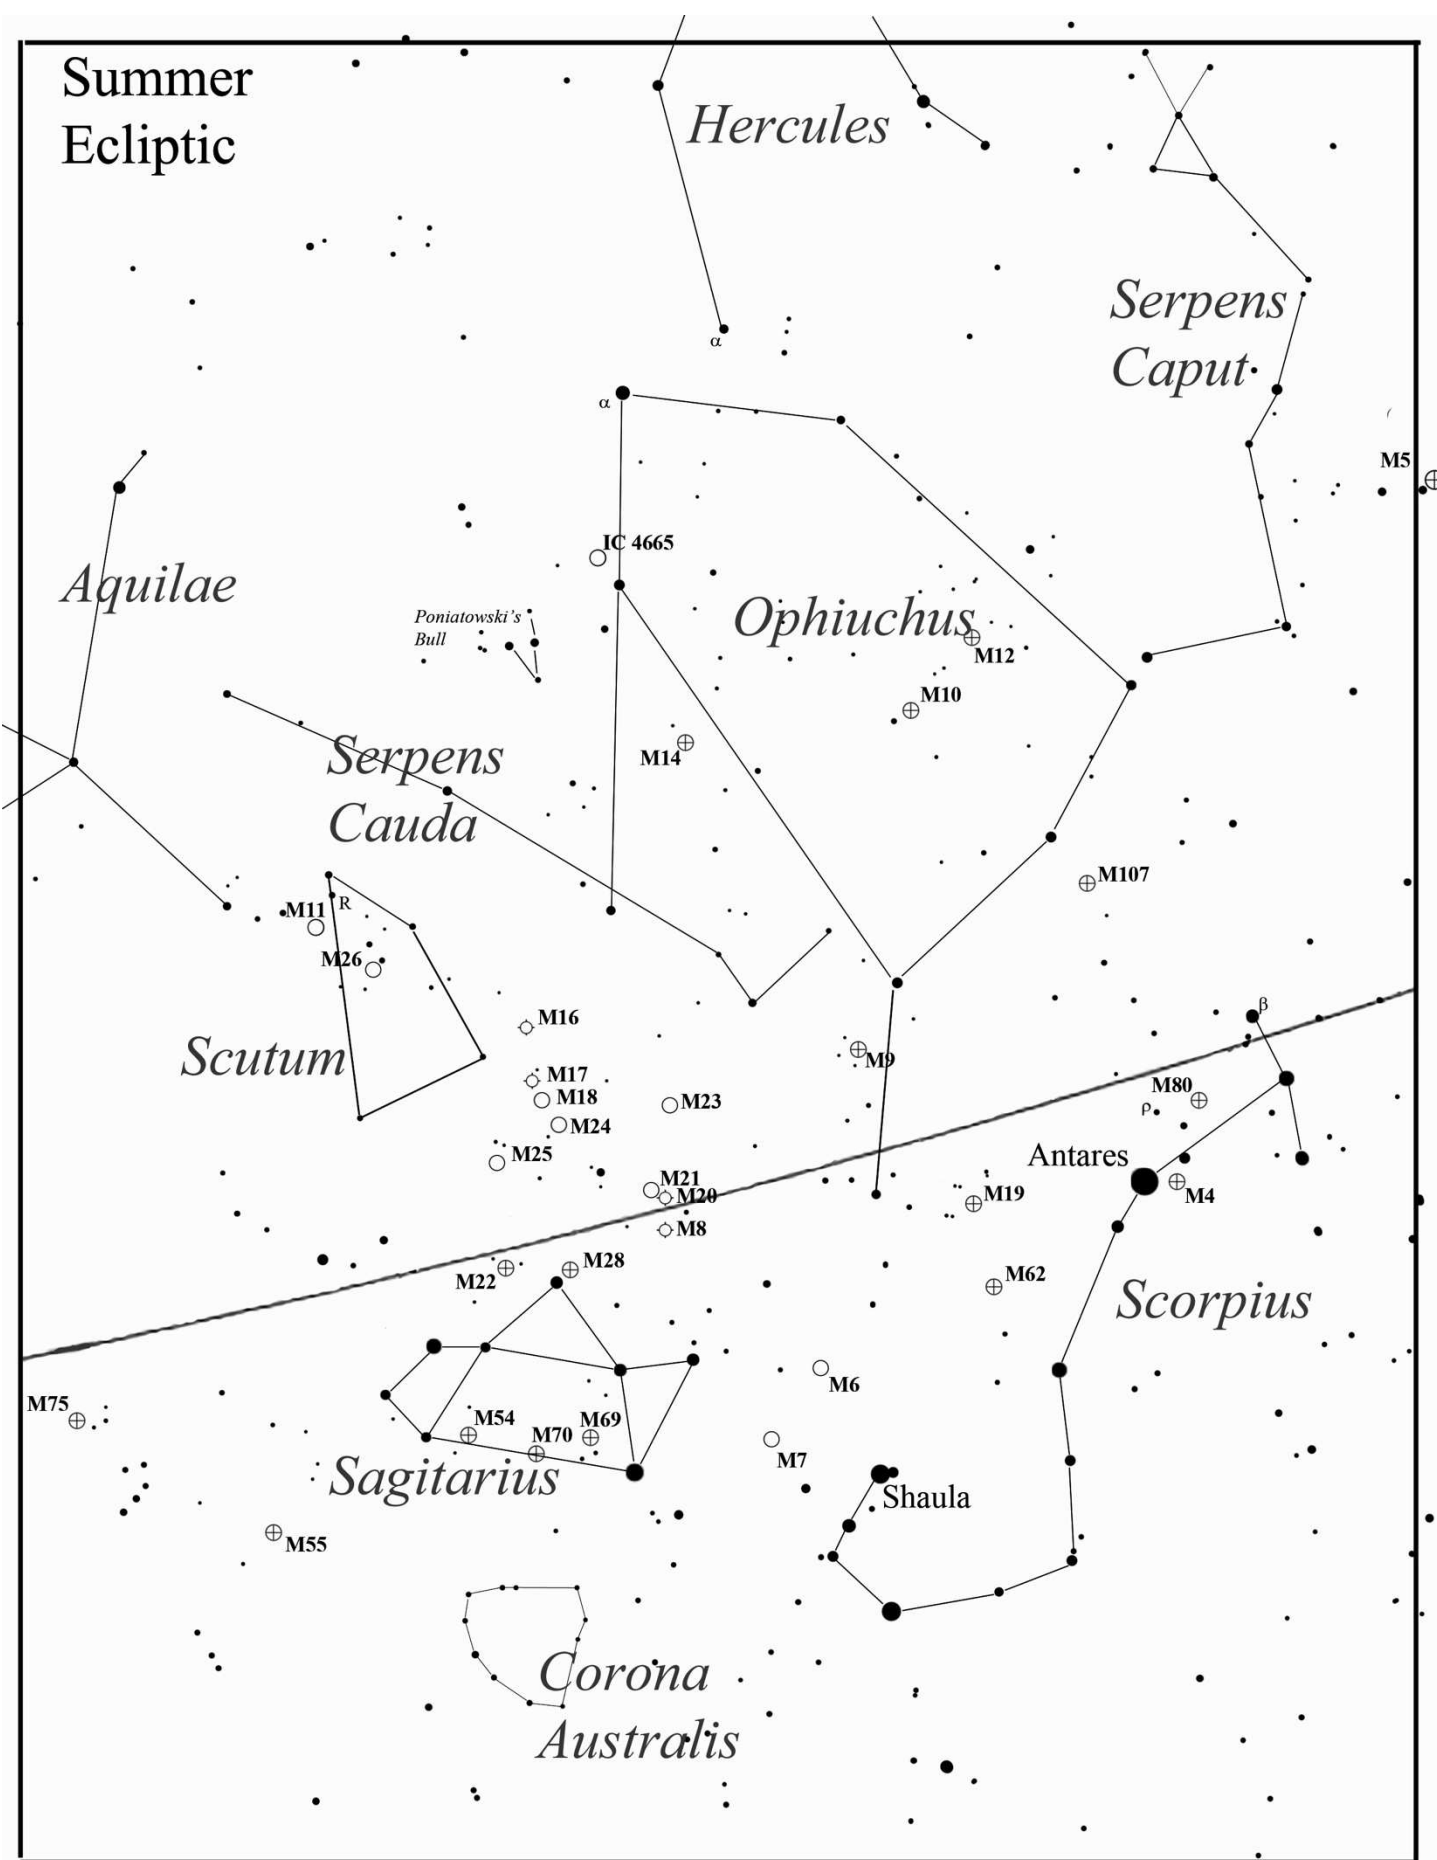 Summer
Ecliptic
Hercules
Serpens
Caput
α
α
M5
IC 4665
Aquilae
Poniatowski's
Bull
Ophiuchus
M12
M10
M14
Serpens
Cauda
M107
R
M11
M26
β
M16
Scutum
M9
M17
M18
M23
M80
ρ
M24
M25
Antares
M21
M20
M19
M4
M8
M28
M22
M62
Scorpius
M6
M75
M54
M69
M70
M7
Sagitarius
Shaula
M55
Corona
Australis